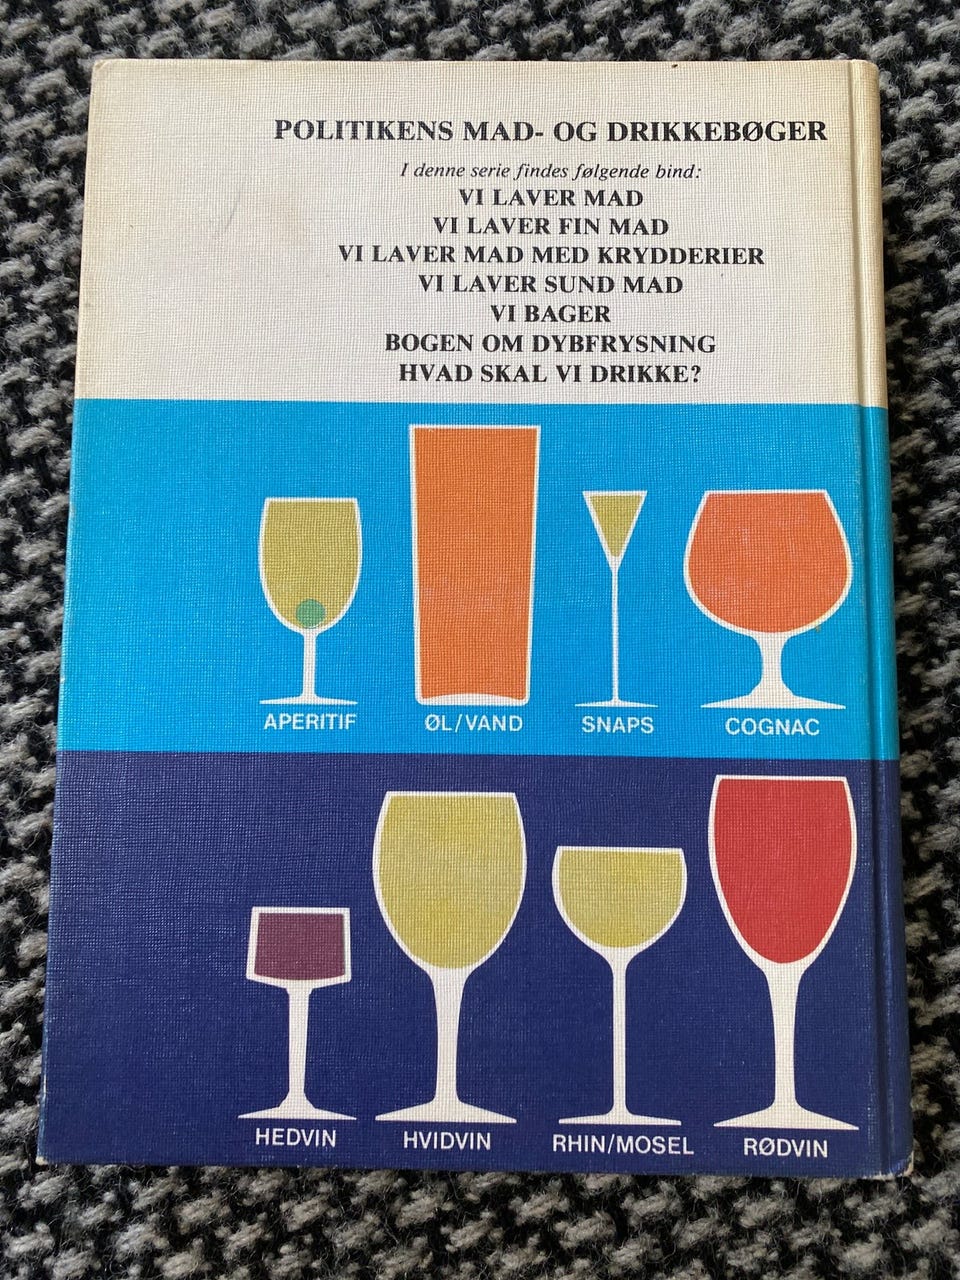 POLITIKENS MAD- OG DRIKKEBØGER
I denne serie findes følgende bind:
VI LAVER MAD
VI LAVER FIN MAD
VI LAVER MAD MED KRYDDERIER
VI LAVER SUND MAD
VI BAGER
BOGEN OM DYBFRYSNING
HVAD SKAL VI DRIKKE?
APERITIF ØL/VAND SNAPS COGNAC
HEDVIN HVIDVIN RHIN/MOSEL RØDVIN